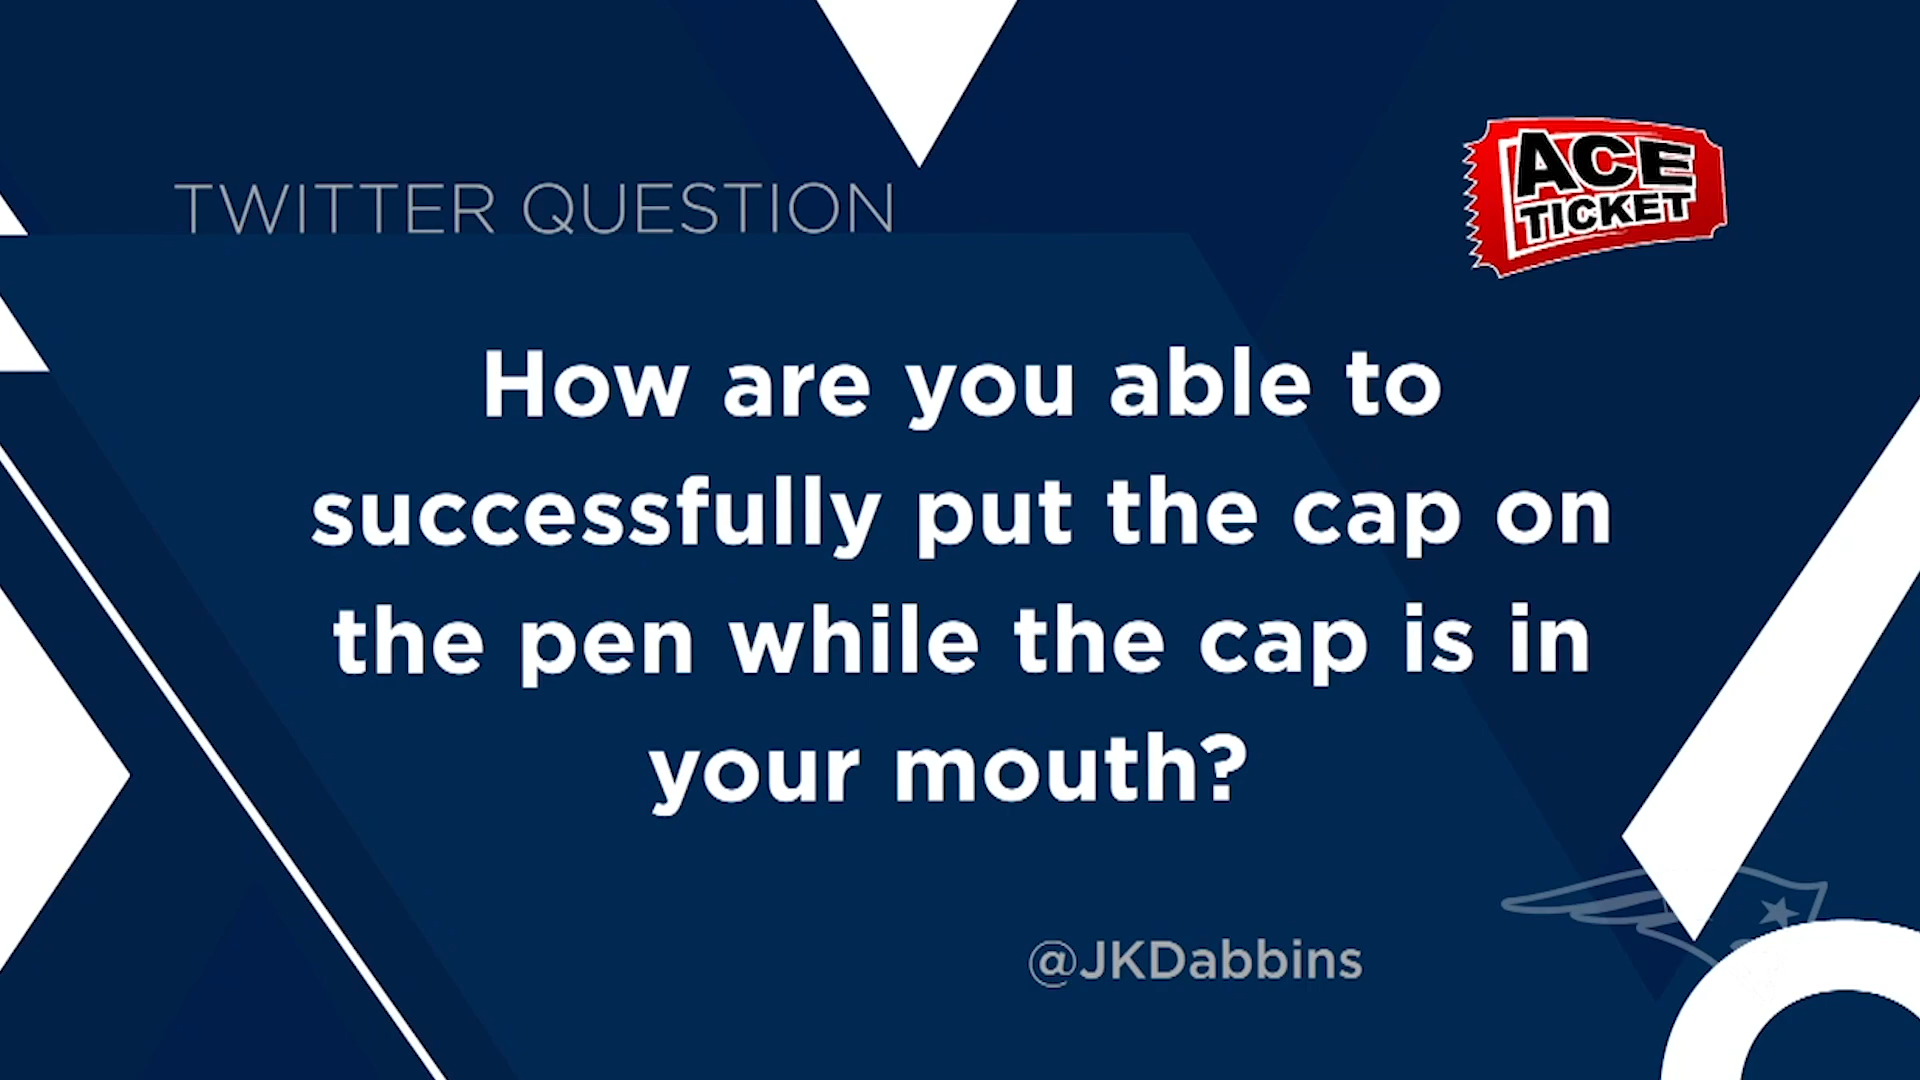 TWITTER QUESTION
ACE
TICKET
How are you able to
successfully put the cap on
the pen while the cap is in
your mouth?
@JKDabbins